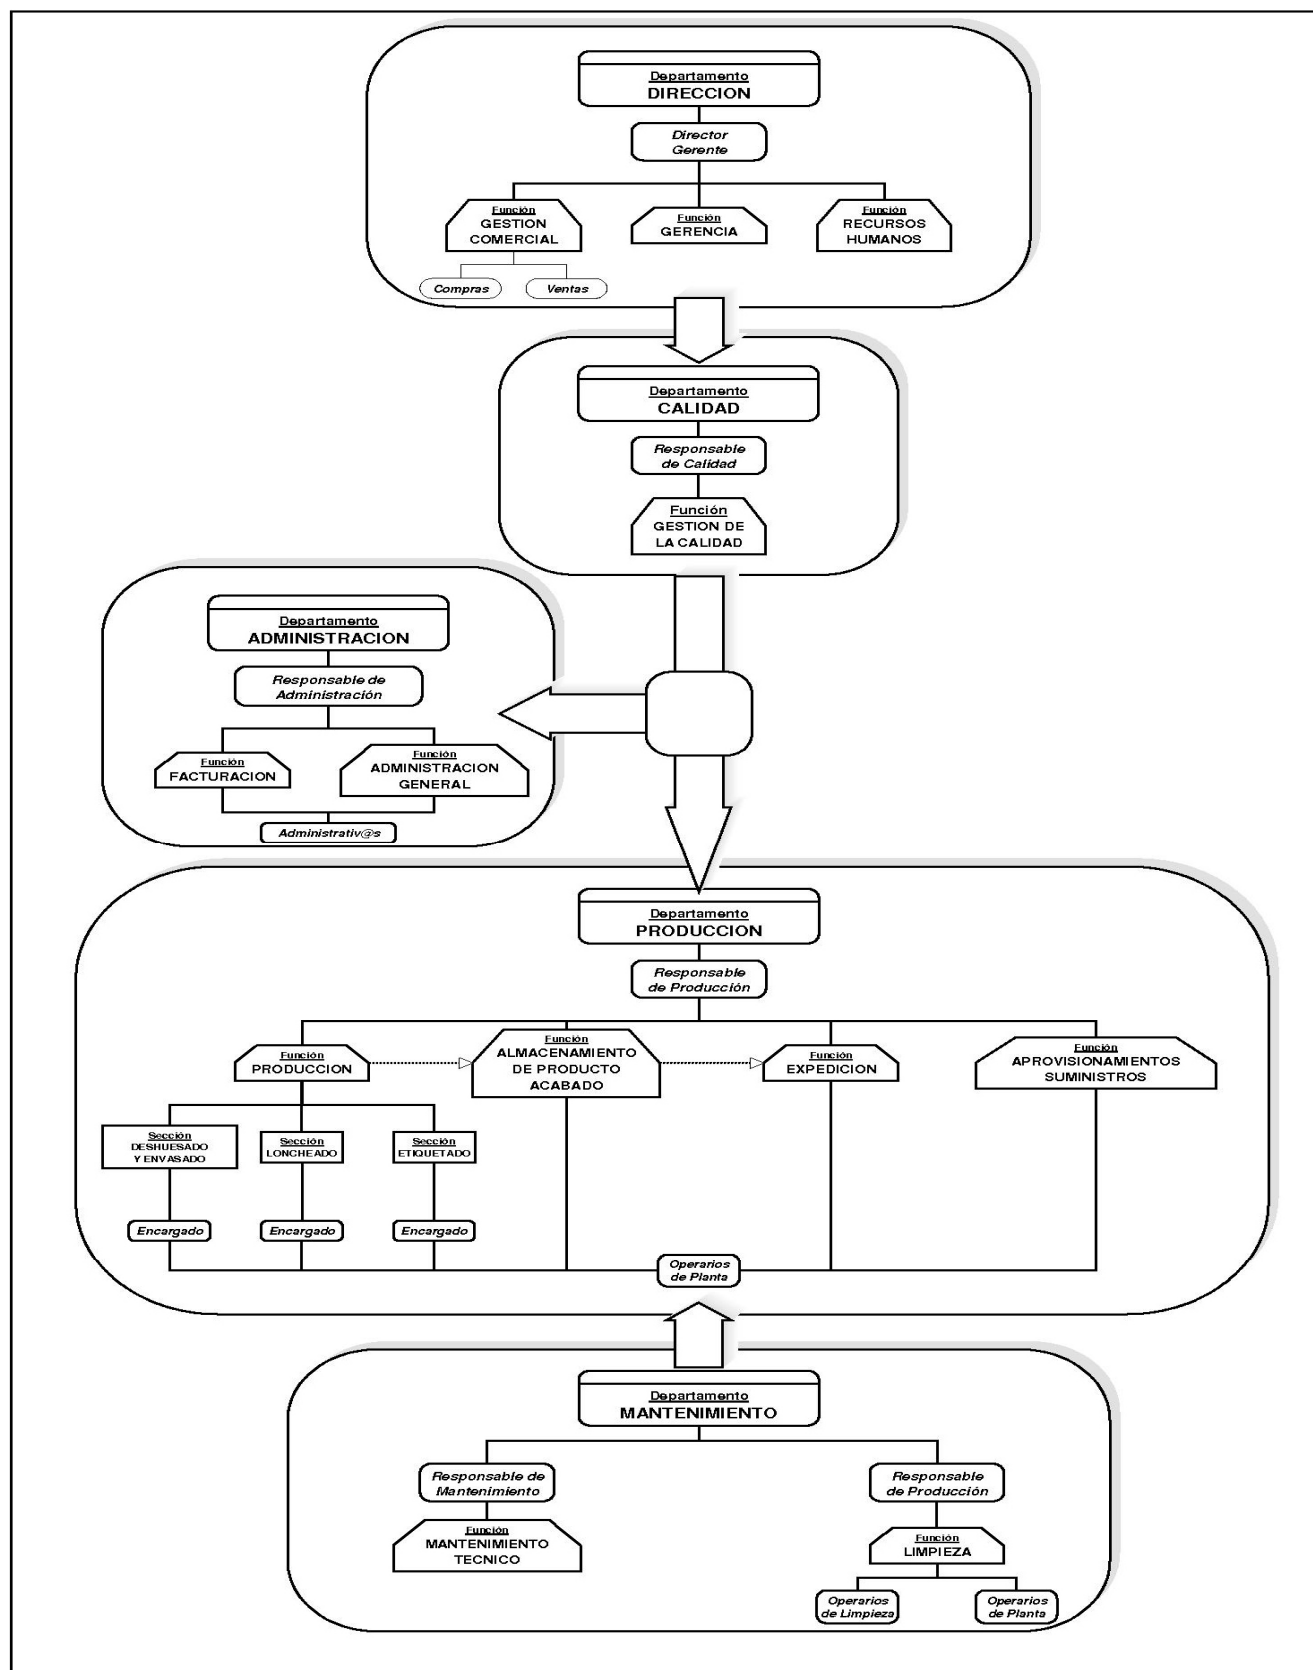 Departamento
DIRECCION
Director
Gerente
Función
GESTION
COMERCIAL
Función
GERENCIA
Función
RECURSOS
HUMANOS
Compras
Ventas
Departamento
CALIDAD
Responsable
de Calidad
Función
GESTION DE
LA CALIDAD
Departamento
ADMINISTRACION
Responsable de
Administración
Función
FACTURACION
Función
ADMINISTRACION
GENERAL
Administrativ@s
Departamento
PRODUCCION
Responsable
de Producción
Función
PRODUCCION
Función
ALMACENAMIENTO
DE PRODUCTO
ACABADO
Función
EXPEDICION
Función
APROVISIONAMIENTOS
SUMINISTROS
Sección
DESHUESADO
Y ENVASADO
Sección
LONCHEADO
Sección
ETIQUETADO
Encargado
Encargado
Encargado
Operarios
de Planta
Departamento
MANTENIMIENTO
Responsable de
Mantenimiento
Función
MANTENIMIENTO
TECNICO
Responsable
de Producción
Función
LIMPIEZA
Operarios
de Limpieza
Operarios
de Planta